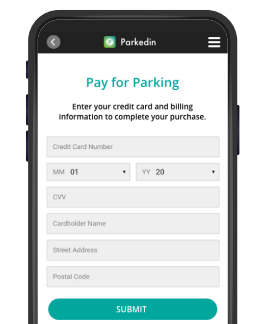 Parkedin
Pay for Parking
Enter your credit card and billing
information to complete your purchase.
Credit Card Number
MM 01
YY 20
CVV
Cardholder Name
Street Address
Postal Code
SUBMIT